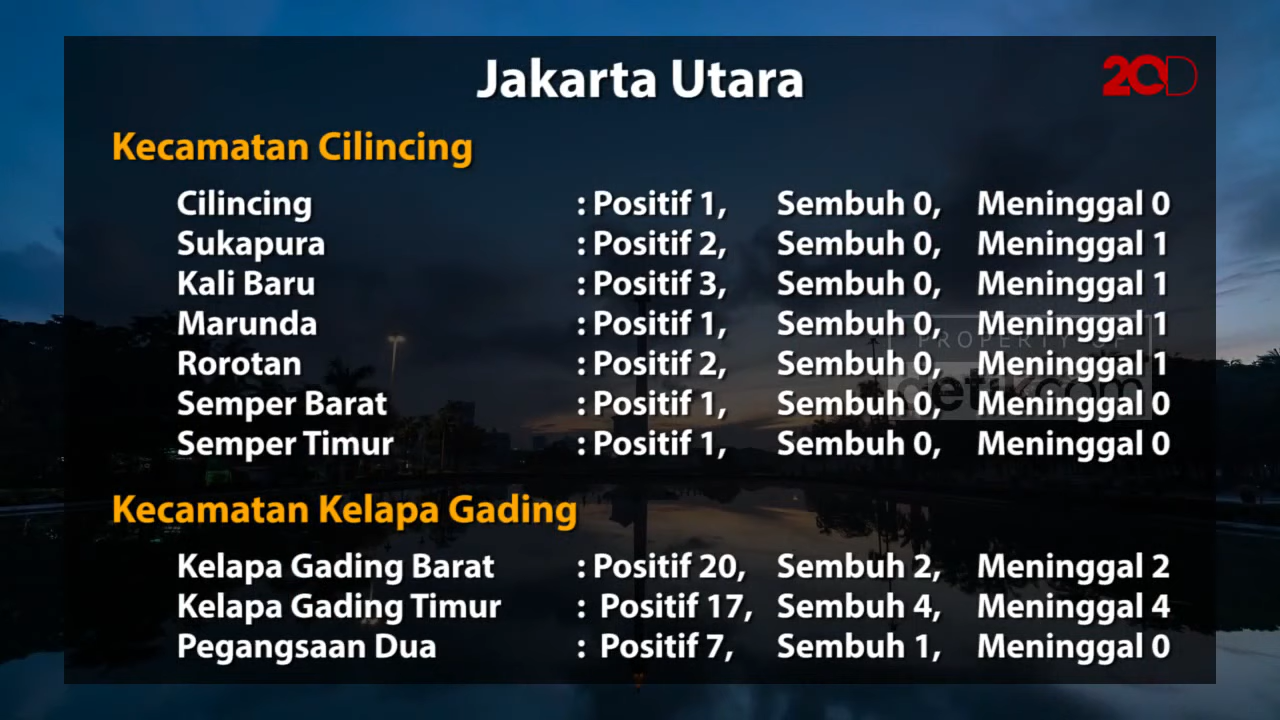 Jakarta Utara
20D
Kecamatan Cilincing
Cilincing : Positif 1, Sembuh 0, Meninggal 0
Sukapura : Positif 2, Sembuh 0, Meninggal 1
Kali Baru : Positif 3, Sembuh 0, Meninggal 1
Marunda : Positif 1, Sembuh 0, Meninggal 1
PROPERTY OF
Rorotan : Positif 2, Sembuh 0, Meninggal 1
detikcom
Semper Barat : Positif 1, Sembuh 0, Meninggal 0
Semper Timur : Positif 1, Sembuh 0, Meninggal 0
Kecamatan Kelapa Gading
Kelapa Gading Barat : Positif 20, Sembuh 2, Meninggal 2
Kelapa Gading Timur : Positif 17, Sembuh 4, Meninggal 4
Pegangsaan Dua : Positif 7, Sembuh 1, Meninggal 0